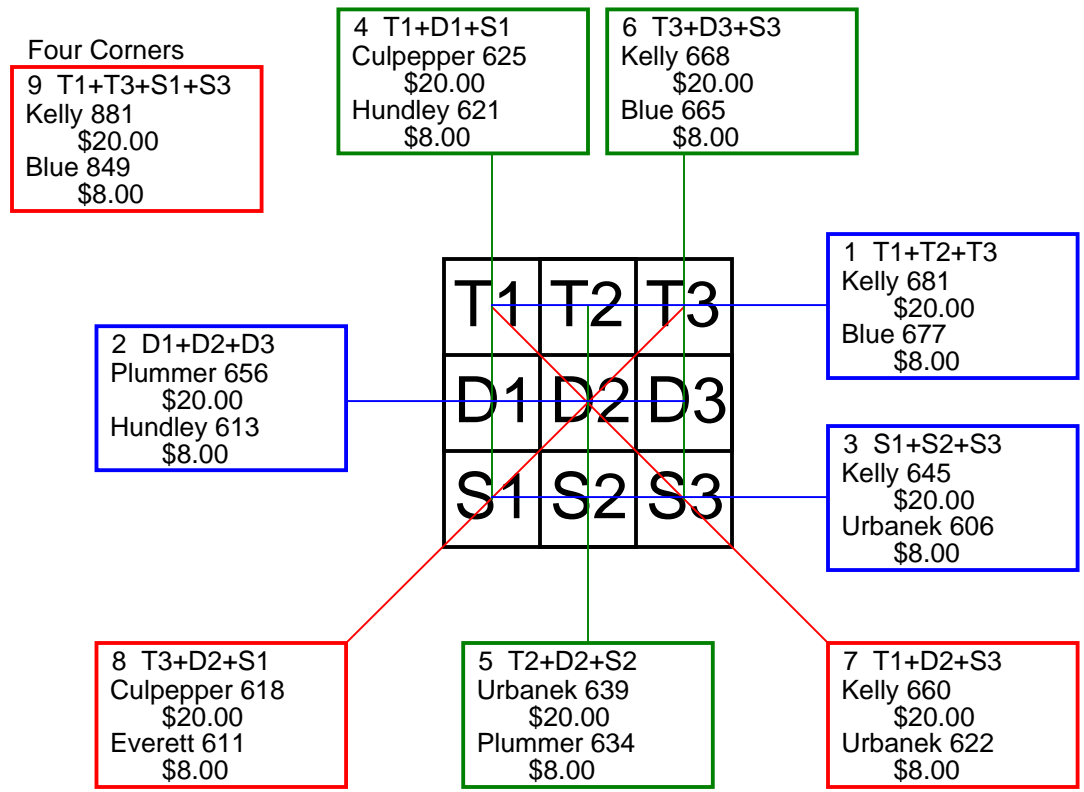 4 T1+D1+S1
Culpepper 625
$20.00
Hundley 621
$8.00
6 T3+D3+S3
Kelly 668
$20.00
Blue 665
$8.00
Four Corners
9 T1+T3+S1+S3
Kelly 881
$20.00
Blue 849
$8.00
1 T1+T2+T3
Kelly 681
$20.00
Blue 677
$8.00
T1 T2 T3
2 D1+D2+D3
Plummer 656
$20.00
Hundley 613
$8.00
D1 D2 D3
3 S1+S2+S3
Kelly 645
$20.00
Urbanek 606
$8.00
S1 S2 S3
8 T3+D2+S1
Culpepper 618
$20.00
Everett 611
$8.00
5 T2+D2+S2
Urbanek 639
$20.00
Plummer 634
$8.00
7 T1+D2+S3
Kelly 660
$20.00
Urbanek 622
$8.00